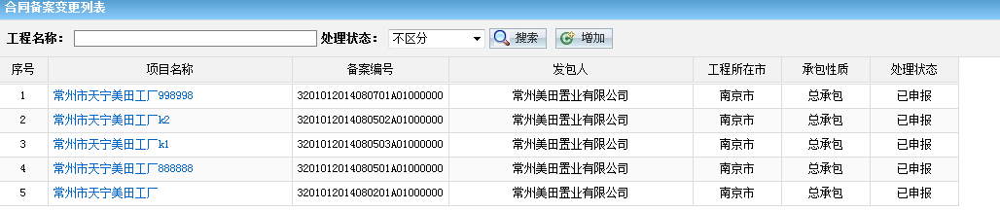 合同备案变更列表
工程名称： 处理状态： 不区分 搜索 增加
序号 项目名称 备案编号 发包人 工程所在市 承包性质 处理状态
1 常州市天宁美田工厂998998 3201012014080701A01000000 常州美田置业有限公司 南京市 总承包 已申报
2 常州市天宁美田工厂k2 3201012014080502A01000000 常州美田置业有限公司 南京市 总承包 已申报
3 常州市天宁美田工厂k1 3201012014080503A01000000 常州美田置业有限公司 南京市 总承包 已申报
4 常州市天宁美田工厂888888 3201012014080501A01000000 常州美田置业有限公司 南京市 总承包 已申报
5 常州市天宁美田工厂 3201012014080201A01000000 常州美田置业有限公司 南京市 总承包 已申报